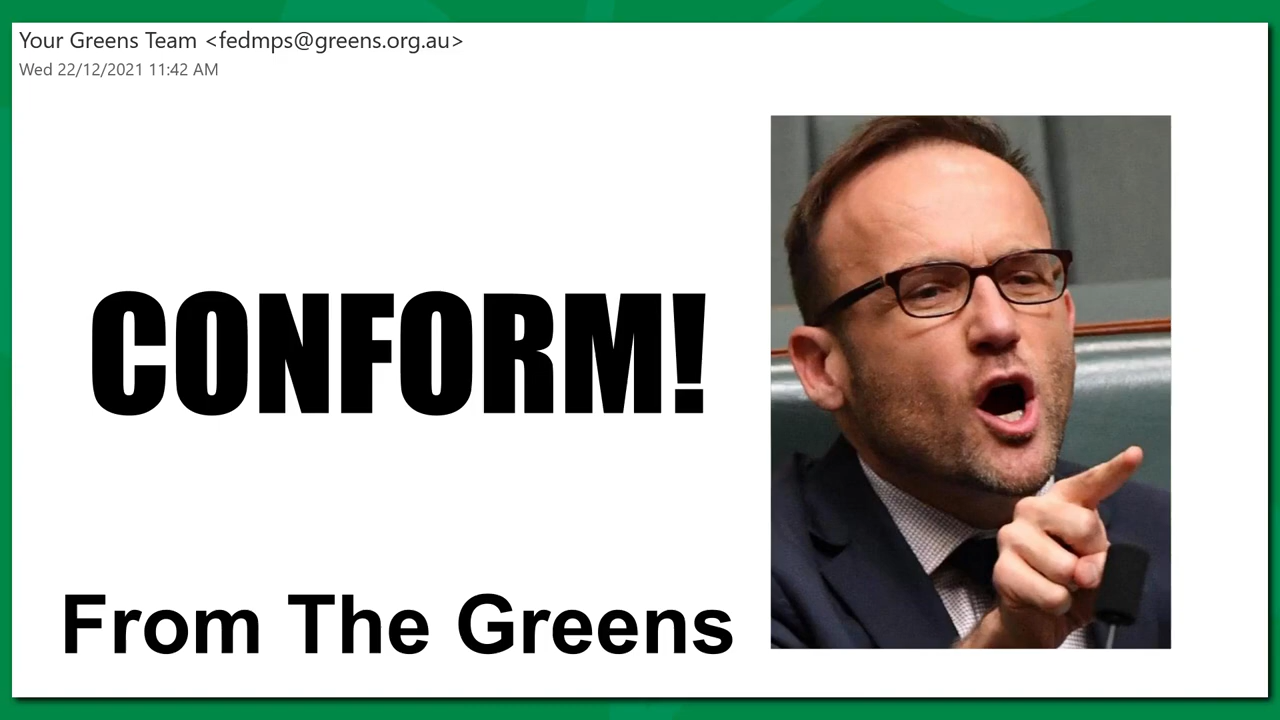 Your Greens Team <fedmps@greens.org.au>
Wed 22/12/2021 11:42 AM
CONFORM!
From The Greens